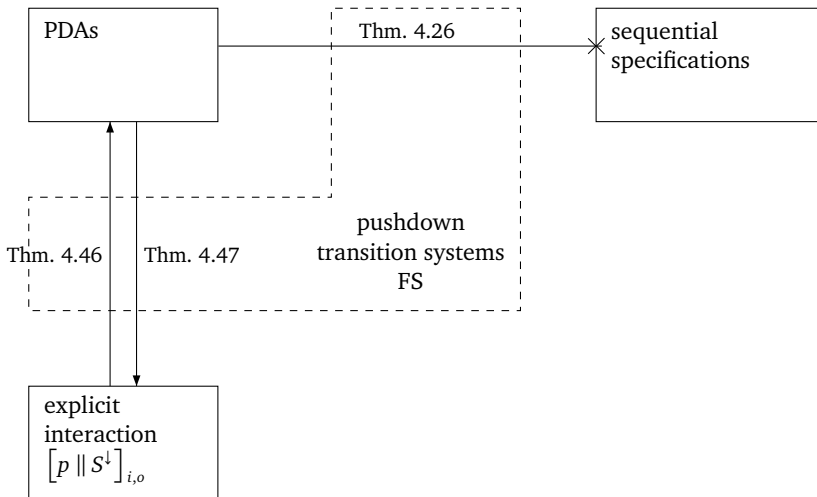 PDAs
Thm. 4.26
sequential
specifications
pushdown
transition systems
FS
Thm. 4.46
Thm. 4.47
explicit
interaction
[p ∥ S↓]i,o